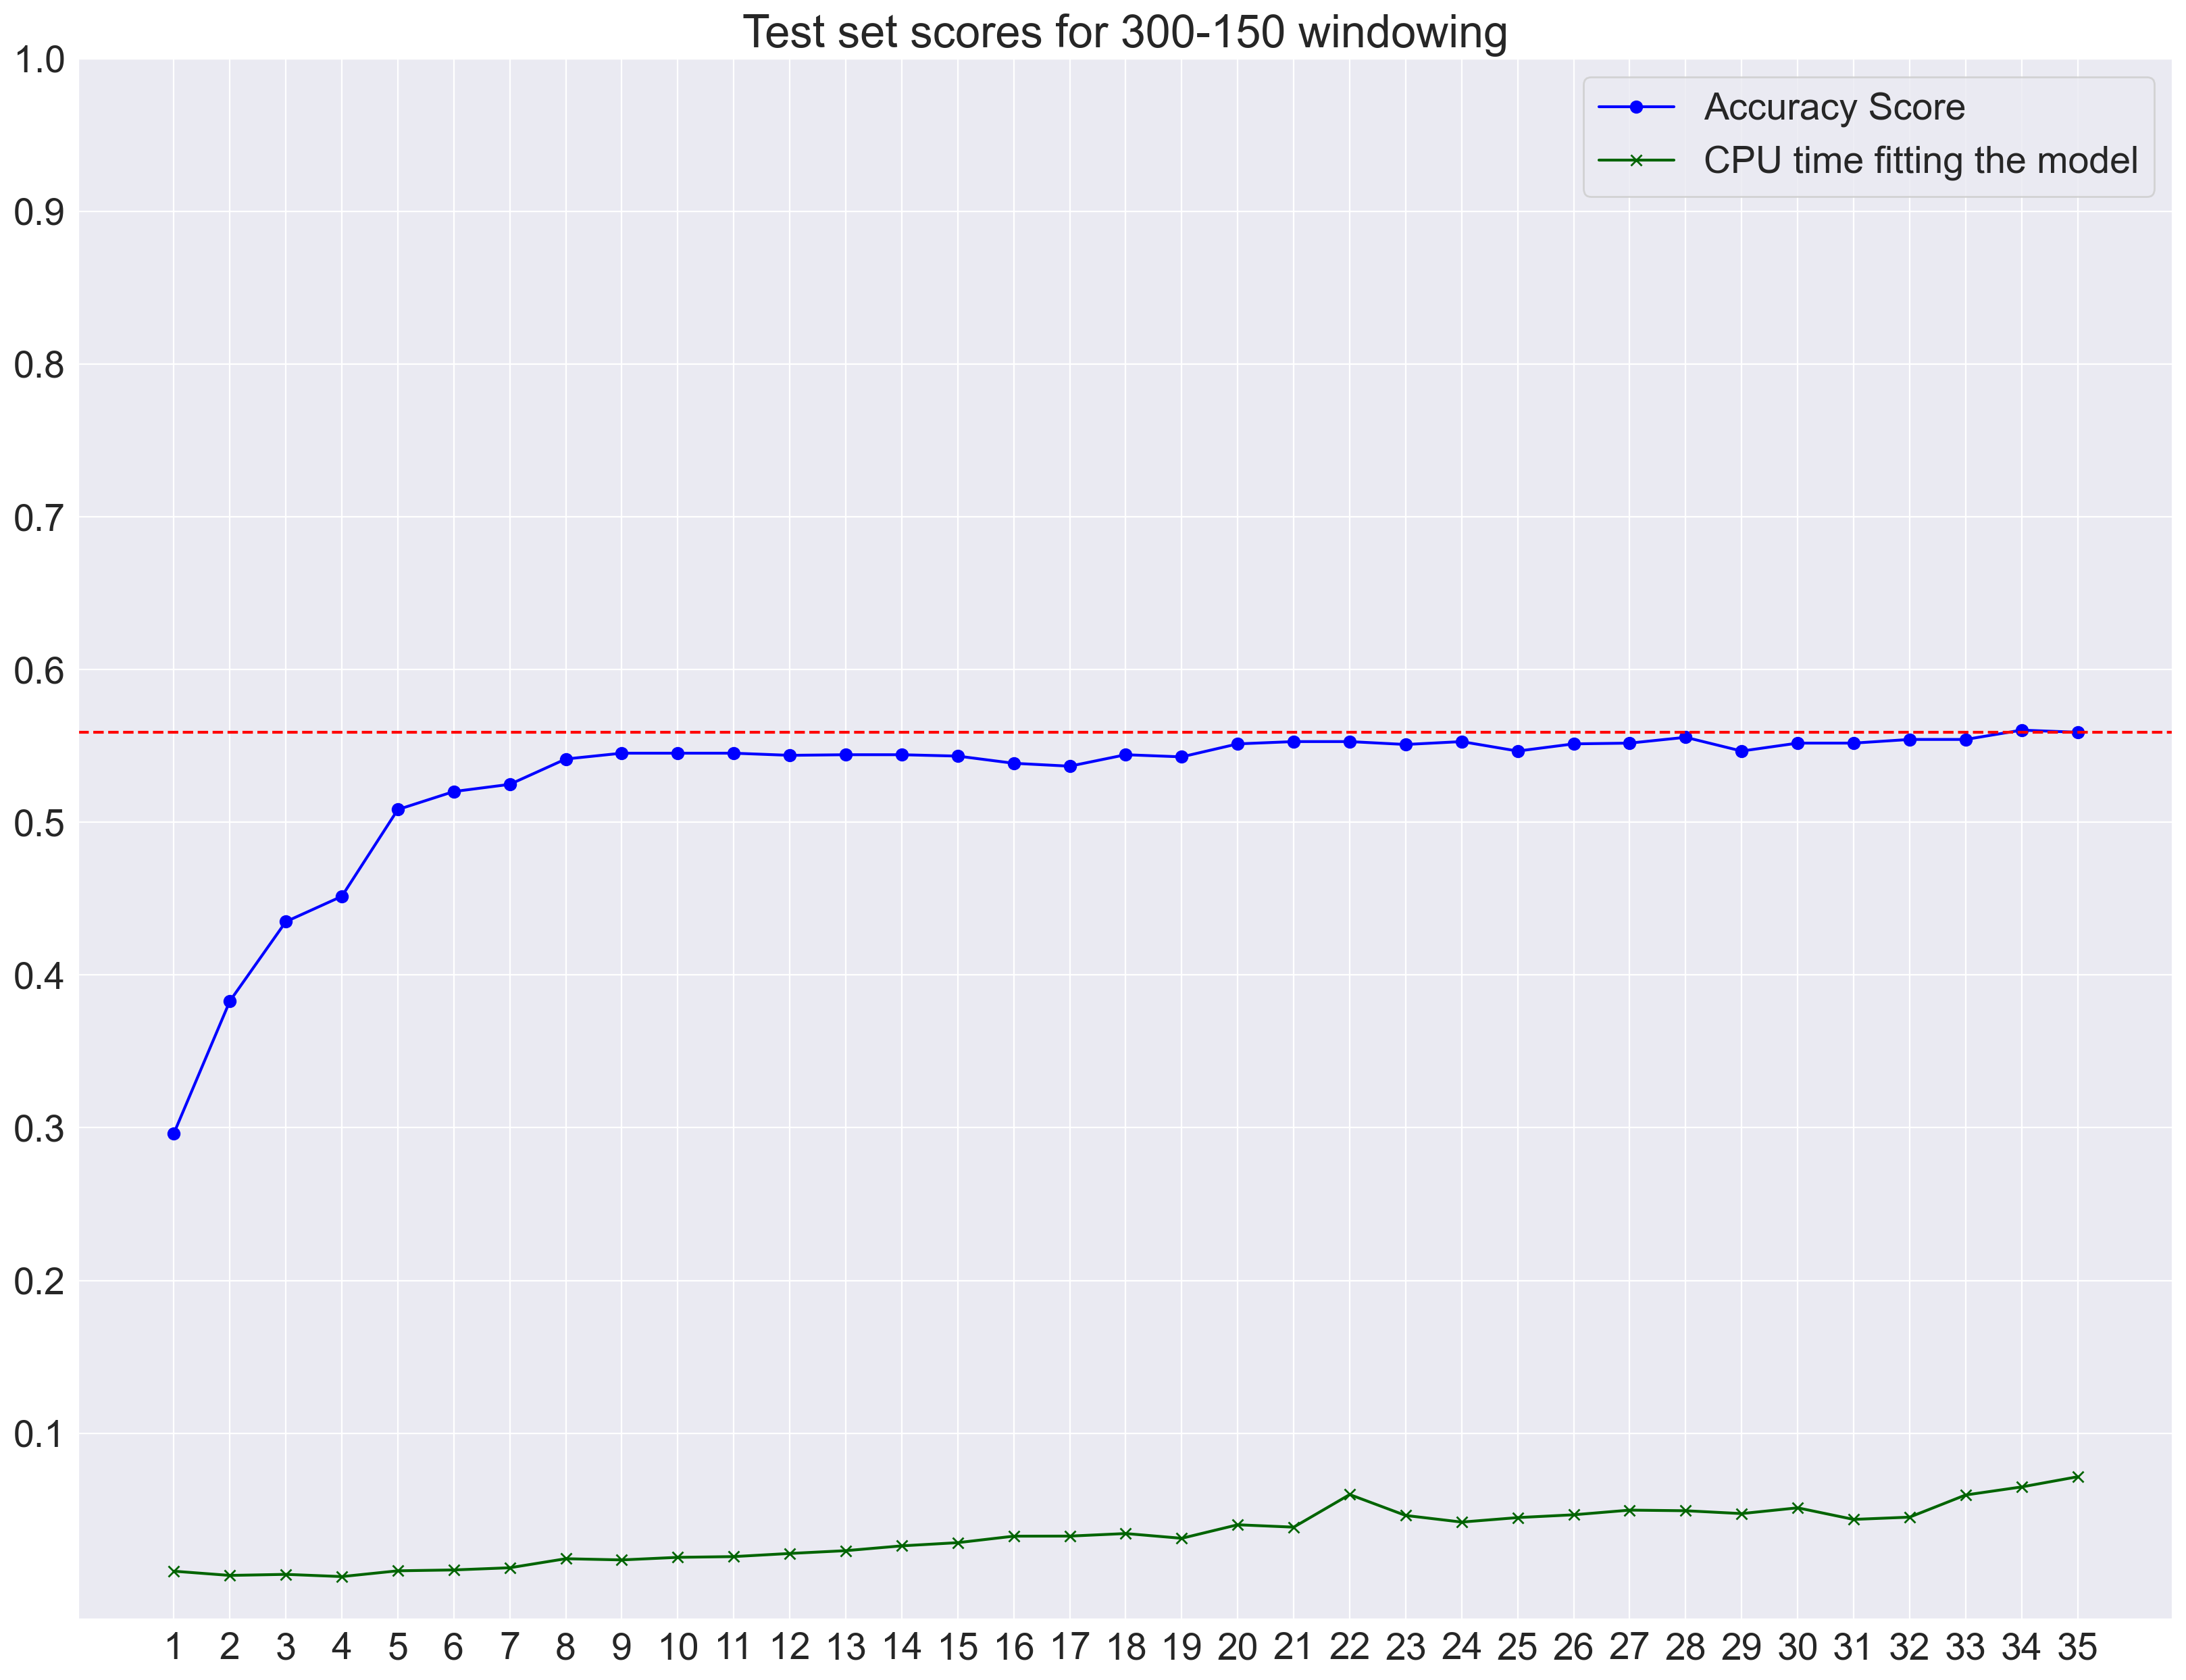 Test set scores for 300-150 windowing
Accuracy Score
CPU time fitting the model
1.0
0.9
0.8
0.7
0.6
0.5
0.4
0.3
0.2
0.1
1 2 3 4 5 6 7 8 9 10 11 12 13 14 15 16 17 18 19 20 21 22 23 24 25 26 27 28 29 30 31 32 33 34 35